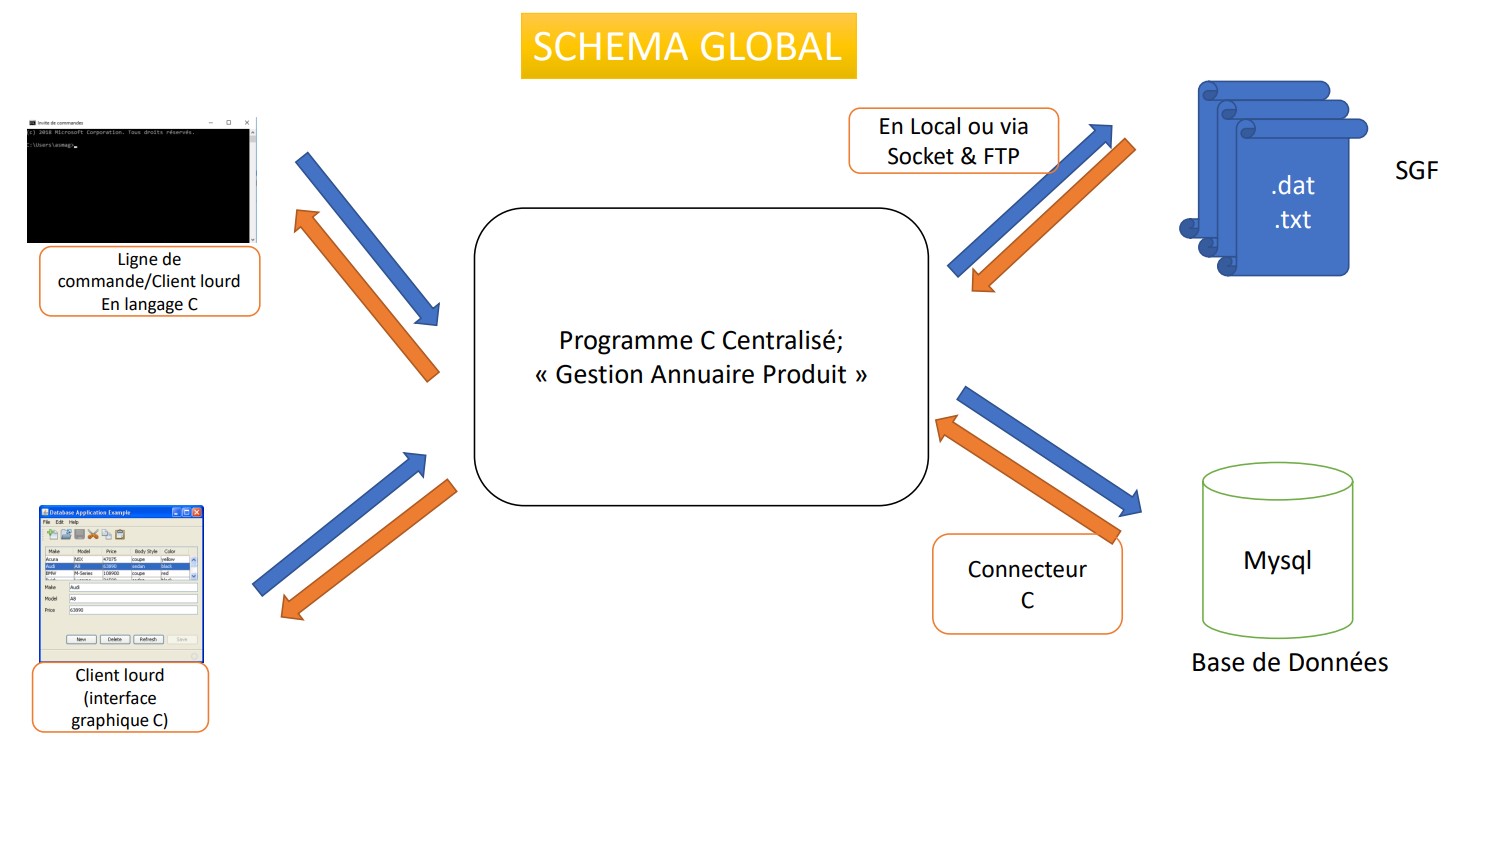 SCHEMA GLOBAL
Invite de commandes
(c) 2018 Microsoft Corporation. Tous droits réservés.
C:\Users\asmag>
Ligne de
commande/Client lourd
En langage C
En Local ou via
Socket & FTP
.dat
.txt
SGF
Programme C Centralisé;
« Gestion Annuaire Produit »
Database Application Example
File Edit Help
Make Model Price Body Style Color
Acura NSX 47075 coupe yellow
Audi A8 63890 sedan black
BMW M-Series 108900 coupe red
Make Audi
Model A8
Price 63890
New Delete Refresh Save
Client lourd
(interface
graphique C)
Connecteur
C
Mysql
Base de Données